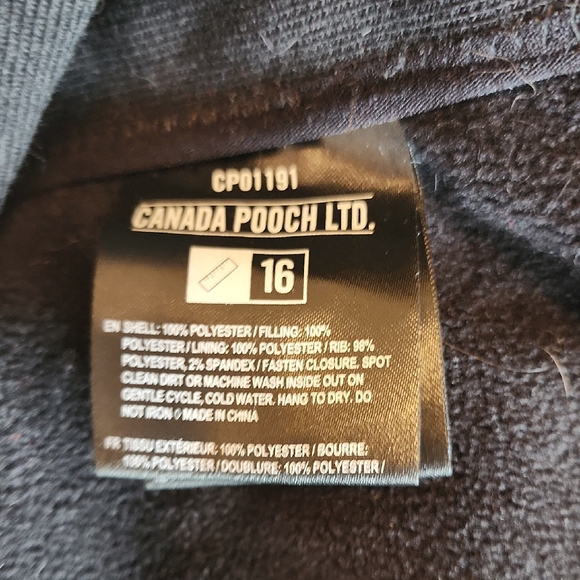 CP01191
CANADA POOCH LTD.
16
EN SHELL: 100% POLYESTER / FILLING: 100%
POLYESTER / LINING: 100% POLYESTER / RIB: 98%
POLYESTER, 2% SPANDEX / FASTEN CLOSURE. SPOT
CLEAN DIRT OR MACHINE WASH INSIDE OUT ON
GENTLE CYCLE, COLD WATER. HANG TO DRY. DO
NOT IRON ◊ MADE IN CHINA
FR TISSU EXTÉRIEUR: 100% POLYESTER / BOURRE:
100% POLYESTER / DOUBLURE: 100% POLYESTER /